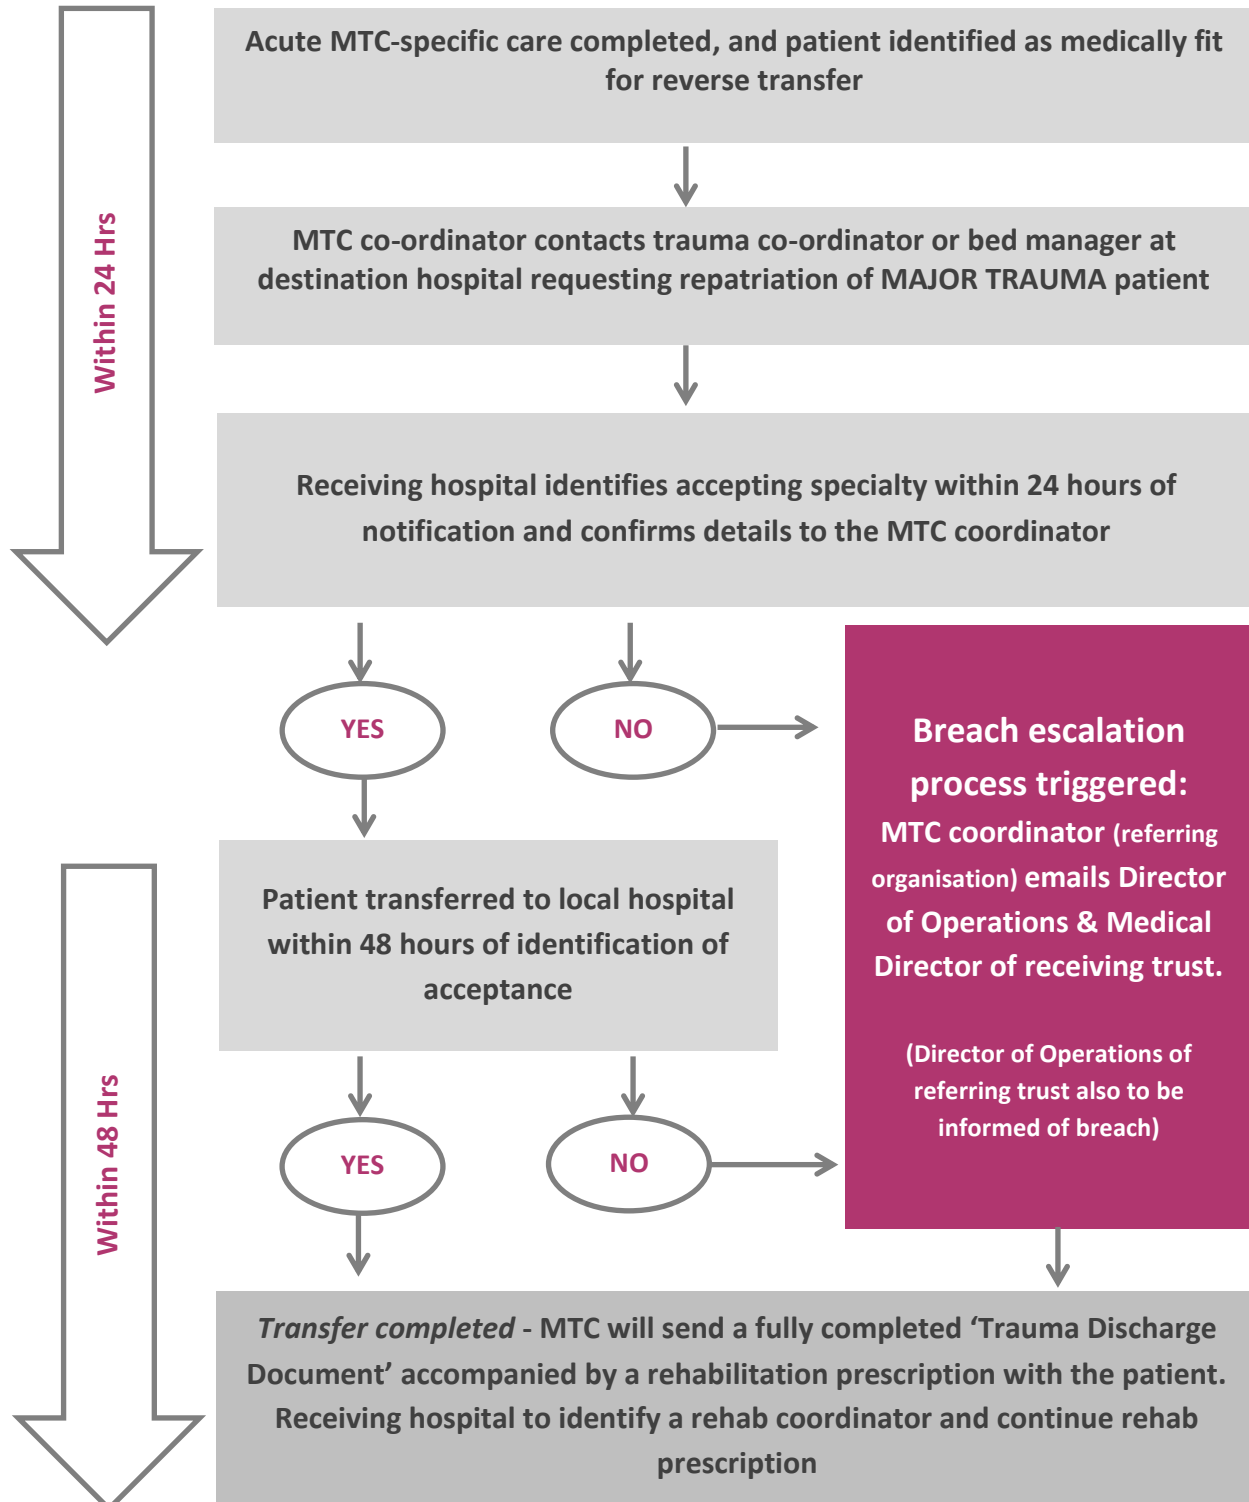 Acute MTC-specific care completed, and patient identified as medically fit
for reverse transfer
Within 24 Hrs
MTC co-ordinator contacts trauma co-ordinator or bed manager at
destination hospital requesting repatriation of MAJOR TRAUMA patient
Receiving hospital identifies accepting specialty within 24 hours of
notification and confirms details to the MTC coordinator
YES
NO
Breach escalation
process triggered:
MTC coordinator (referring
organisation) emails Director
of Operations & Medical
Director of receiving trust.
(Director of Operations of
referring trust also to be
informed of breach)
Within 48 Hrs
Patient transferred to local hospital
within 48 hours of identification of
acceptance
YES
NO
Transfer completed - MTC will send a fully completed ‘Trauma Discharge
Document’ accompanied by a rehabilitation prescription with the patient.
Receiving hospital to identify a rehab coordinator and continue rehab
prescription